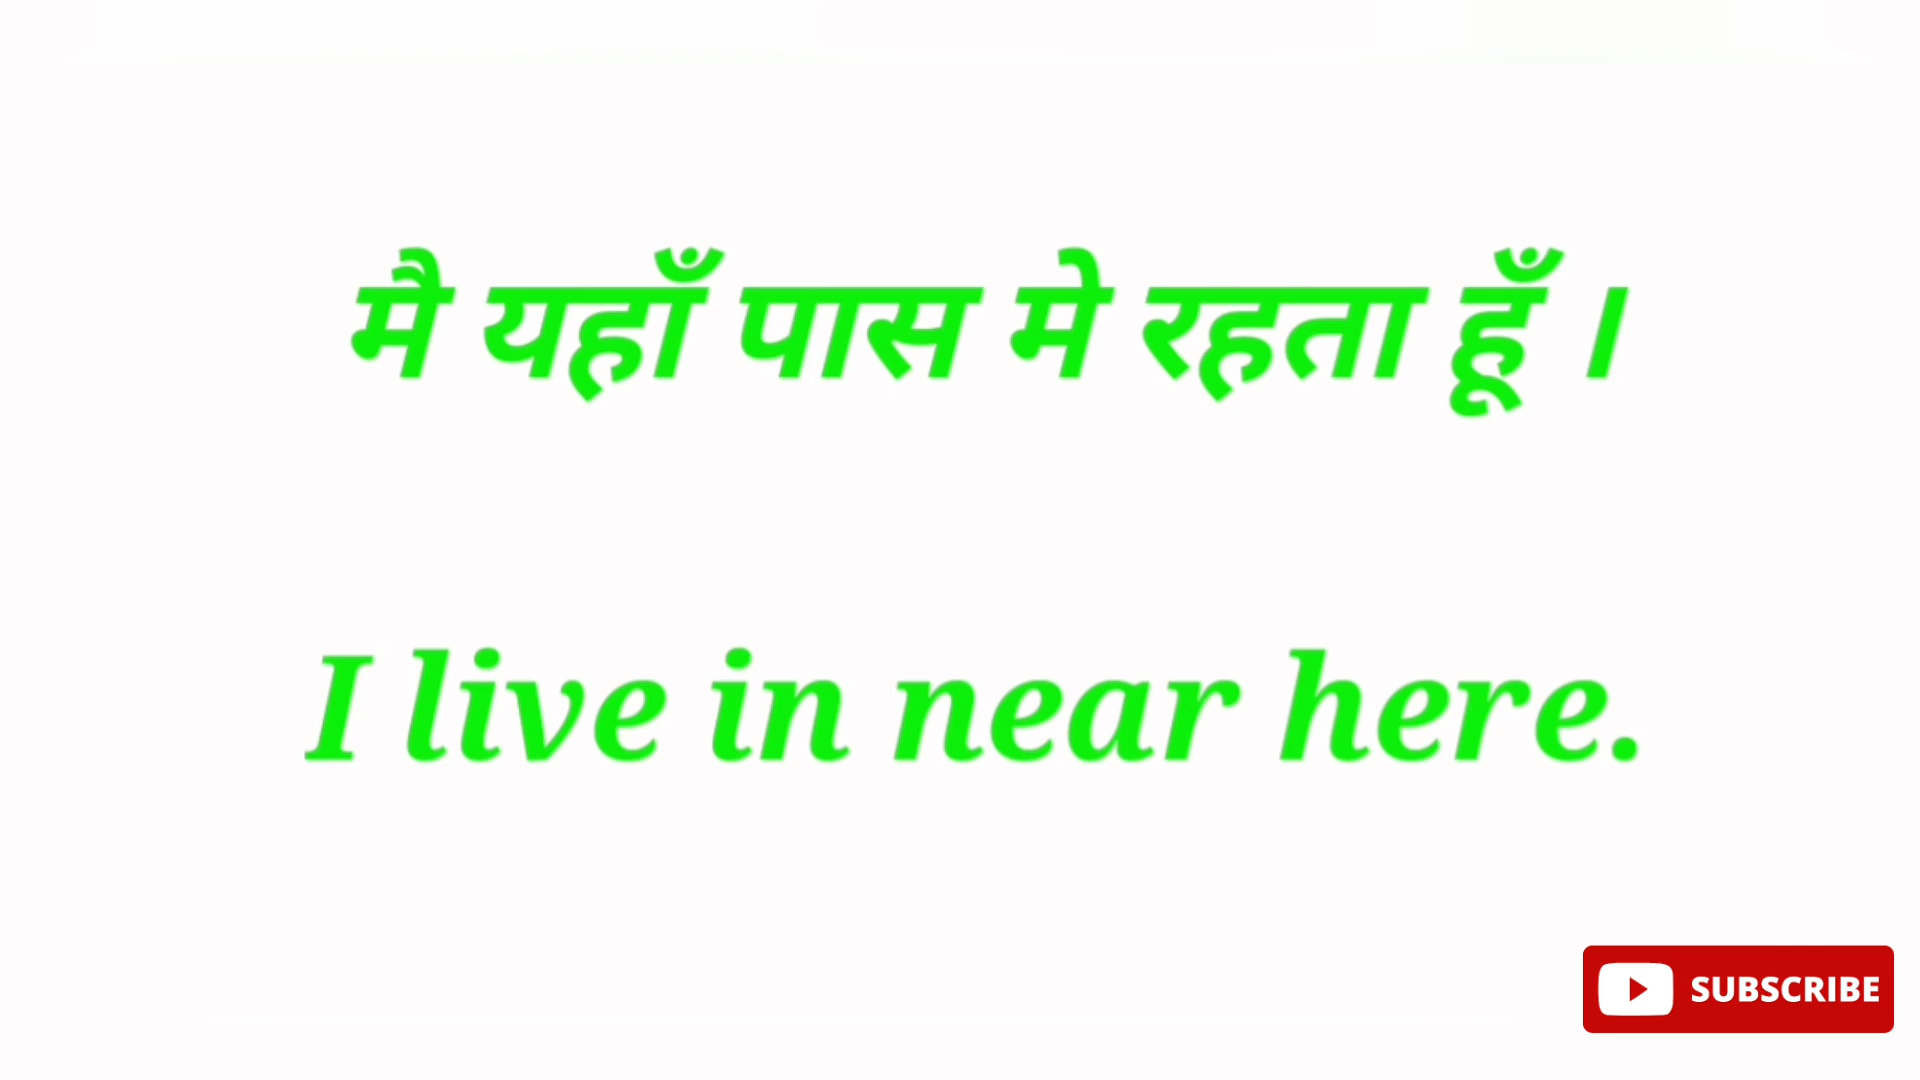 मै यहाँ पास मे रहता हूँ ।
I live in near here.
SUBSCRIBE